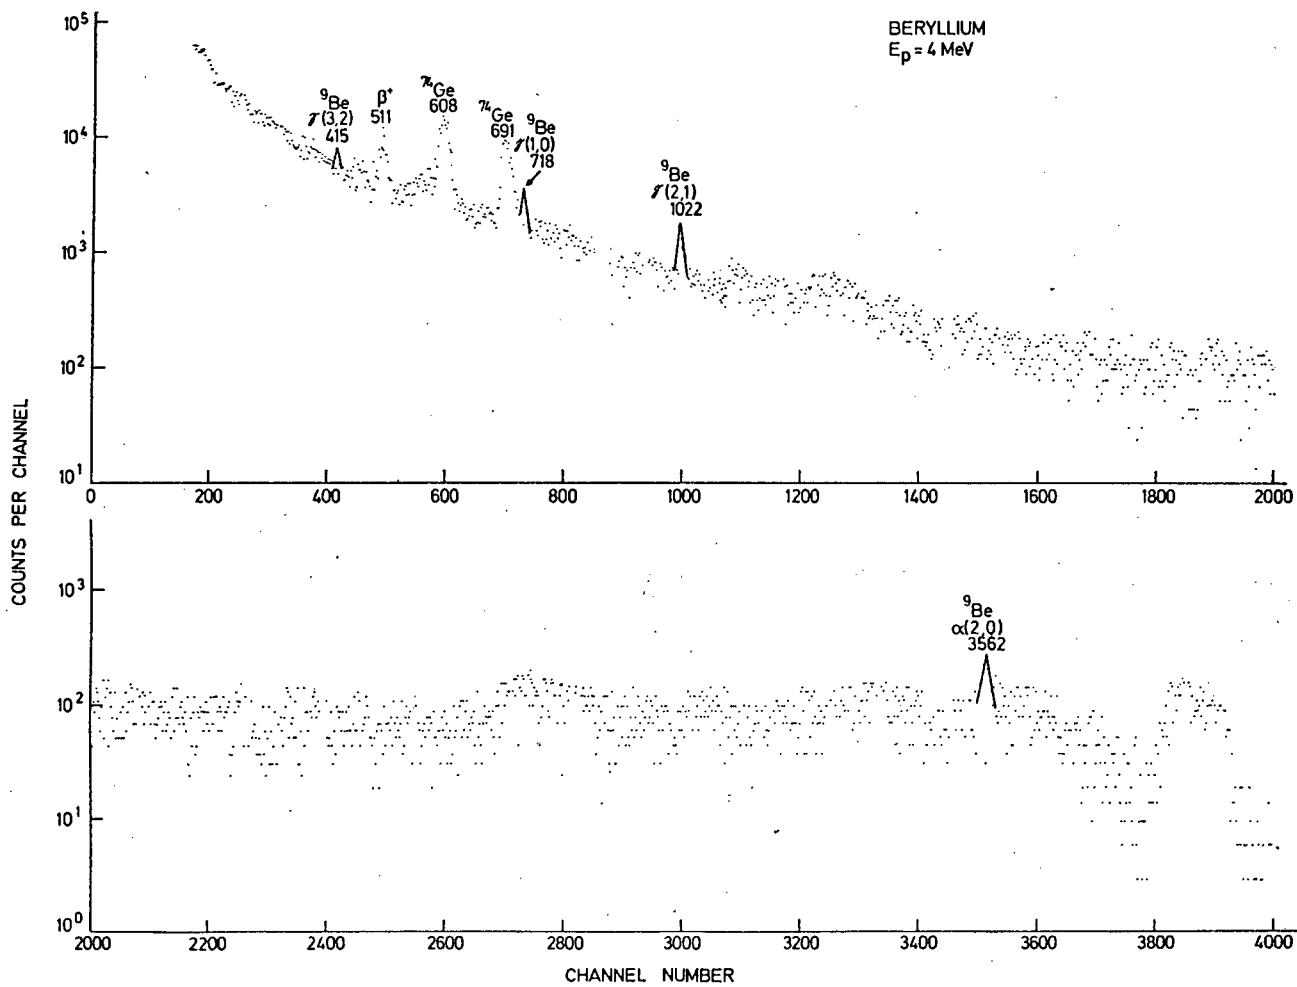 BERYLLIUM
Ep = 4 MeV
10⁵
10⁴
10³
10²
10¹
⁹Be
γ(3,2)
415
β⁺
511
⁷⁴Ge
608
⁷⁴Ge
691
⁹Be
γ(1,0)
718
⁹Be
γ(2,1)
1022
0 200 400 600 800 1000 1200 1400 1600 1800 2000
COUNTS PER CHANNEL
10³
10²
10¹
10⁰
⁹Be
α(2,0)
3562
2000 2200 2400 2600 2800 3000 3200 3400 3600 3800 4000
CHANNEL NUMBER